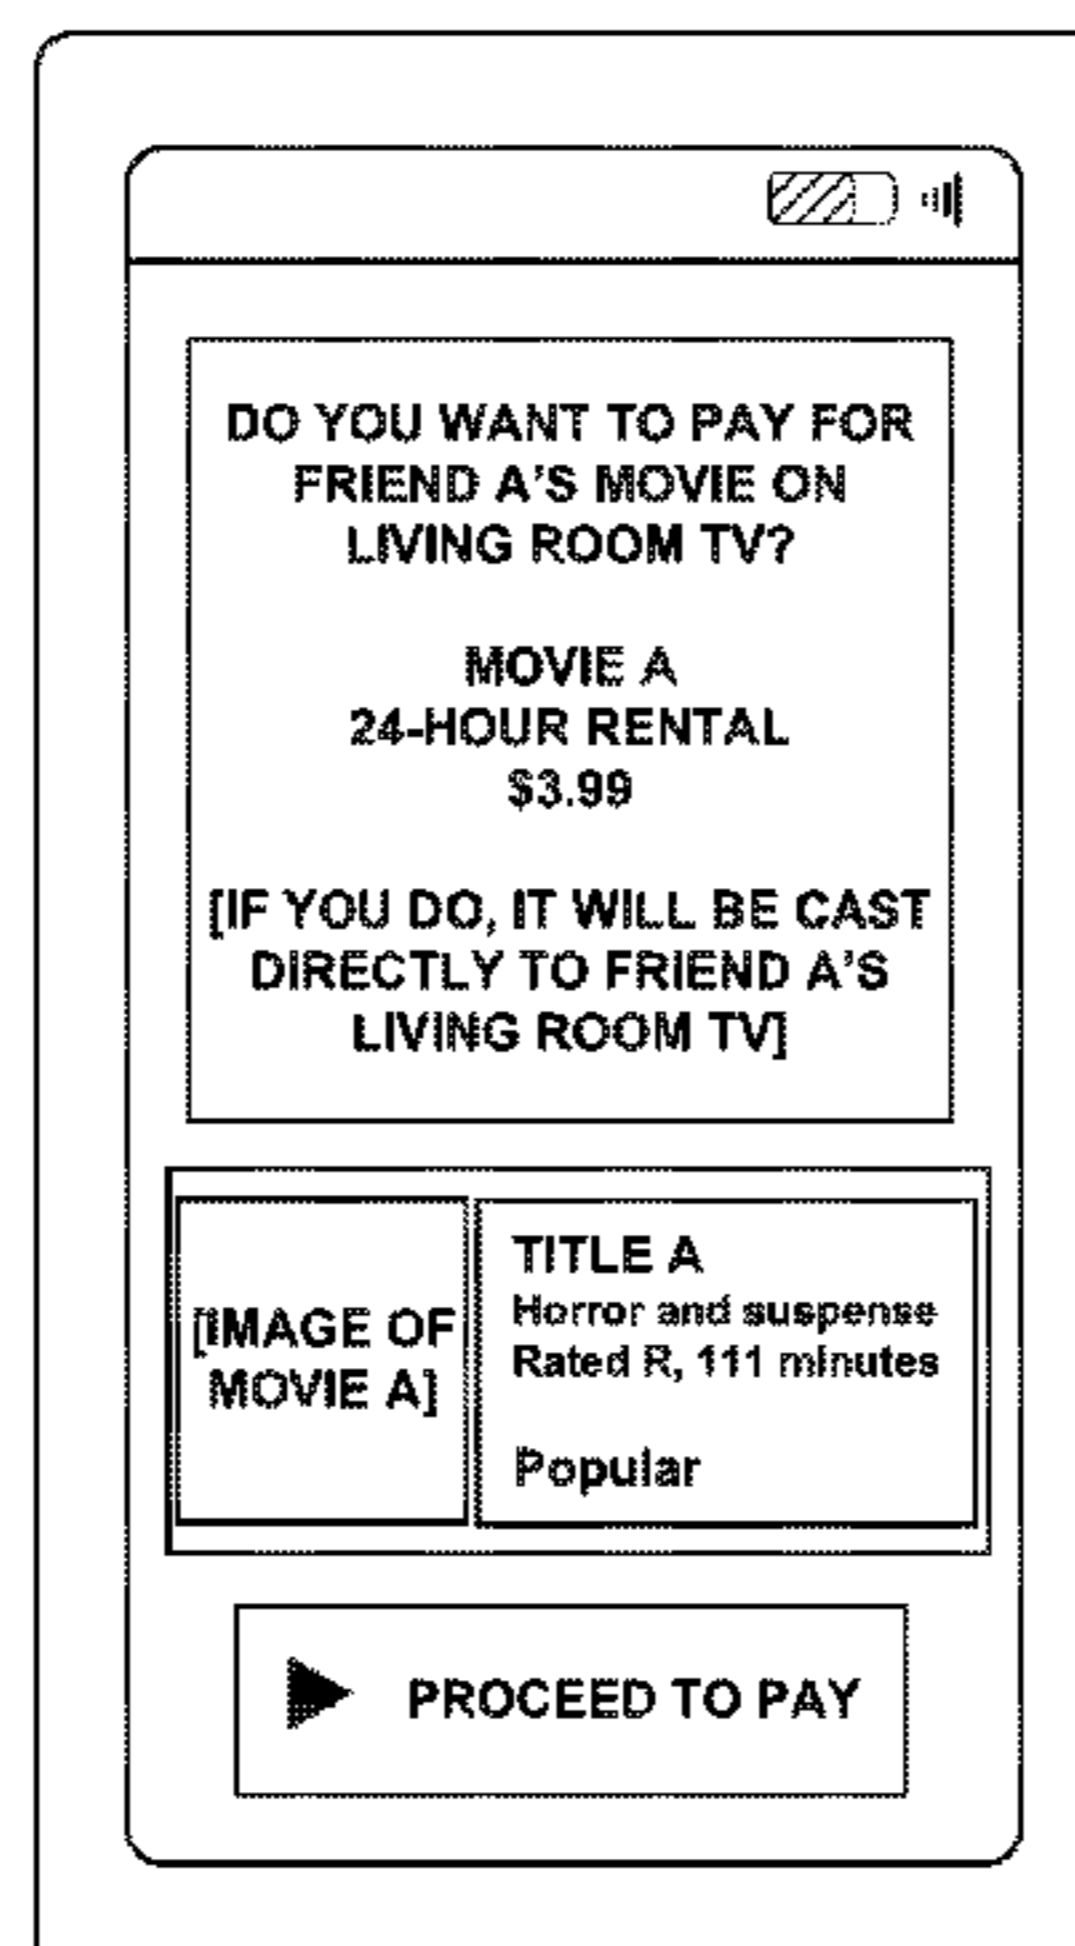 DO YOU WANT TO PAY FOR
FRIEND A'S MOVIE ON
LIVING ROOM TV?
MOVIE A
24-HOUR RENTAL
$3.99
[IF YOU DO, IT WILL BE CAST
DIRECTLY TO FRIEND A'S
LIVING ROOM TV]
[IMAGE OF
MOVIE A]
TITLE A
Horror and suspense
Rated R, 111 minutes
Popular
PROCEED TO PAY